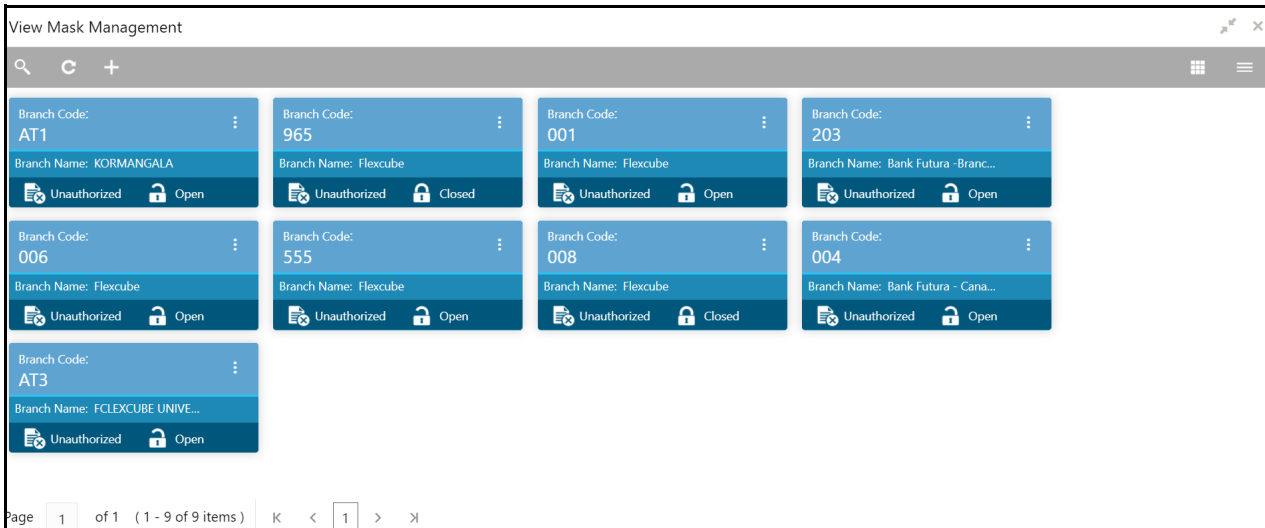 View Mask Management
Branch Code:
AT1
Branch Name: KORMANGALA
Unauthorized Open
Branch Code:
965
Branch Name: Flexcube
Unauthorized Closed
Branch Code:
001
Branch Name: Flexcube
Unauthorized Open
Branch Code:
203
Branch Name: Bank Futura -Branc...
Unauthorized Open
Branch Code:
006
Branch Name: Flexcube
Unauthorized Open
Branch Code:
555
Branch Name: Flexcube
Unauthorized Open
Branch Code:
008
Branch Name: Flexcube
Unauthorized Closed
Branch Code:
004
Branch Name: Bank Futura - Cana...
Unauthorized Open
Branch Code:
AT3
Branch Name: FCLEXCUBE UNIVE...
Unauthorized Open
Page 1 of 1 ( 1 - 9 of 9 items ) 1